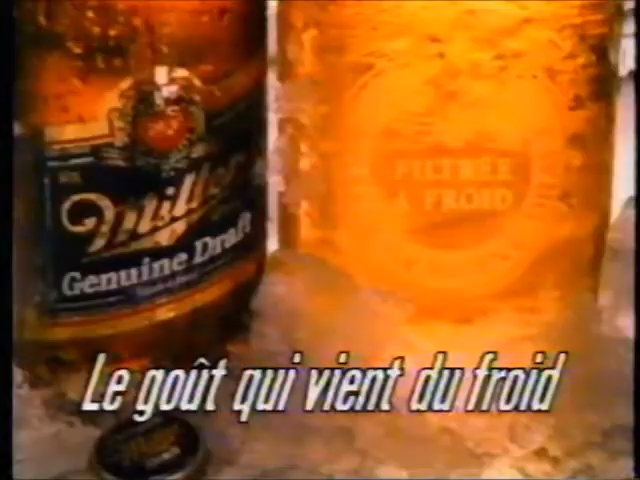 Miller
Genuine Draft
FILTRÉE
À FROID
Le goût qui vient du froid